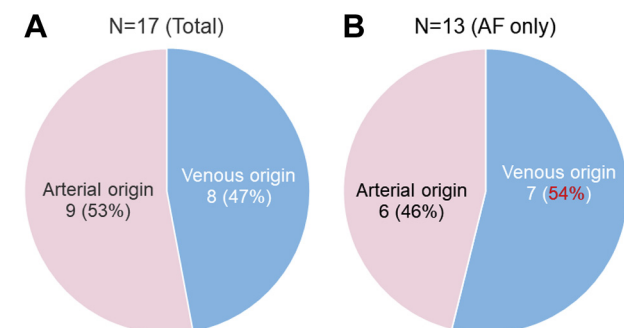 A
N=17 (Total)
Arterial origin
9 (53%)
Venous origin
8 (47%)
B
N=13 (AF only)
Arterial origin
6 (46%)
Venous origin
7 (54%)